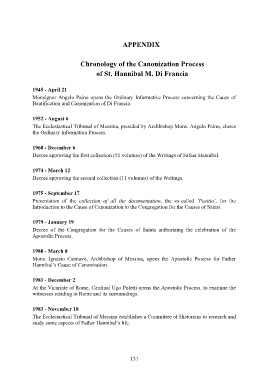 APPENDIX
Chronology of the Canonization Process
of St. Hannibal M. Di Francia
1945 - April 21
Monsignor Angelo Paino opens the Ordinary Informative Process concerning the Cause of
Beatification and Canonization of Di Francia.
1952 - August 6
The Ecclesiastical Tribunal of Messina, presided by Archbishop Mons. Angelo Paino, closes
the Ordinary Information Process.
1960 - December 6
Decree approving the first collection (51 volumes) of the Writings of Father Hannibal.
1974 - March 12
Decree approving the second collection (11 volumes) of the Writings.
1975 - September 17
Presentation of the collection of all the documentation, the so-called 'Positio', for the
Introduction to the Cause of Canonization to the Congregation for the Causes of Saints.
1979 - January 19
Decree of the Congregation for the Causes of Saints authorizing the celebration of the
Apostolic Process.
1980 - March 8
Mons. Ignazio Cannavò, Archbishop of Messina, opens the Apostolic Process for Father
Hannibal's Cause of Canonization.
1981 - December 2
At the Vicariate of Rome, Cardinal Ugo Poletti opens the Apostolic Process, to examine the
witnesses residing in Rome and its surroundings.
1983 - November 18
The Ecclesiastical Tribunal of Messina establishes a Committee of Historians to research and
study some aspects of Father Hannibal's life.
151